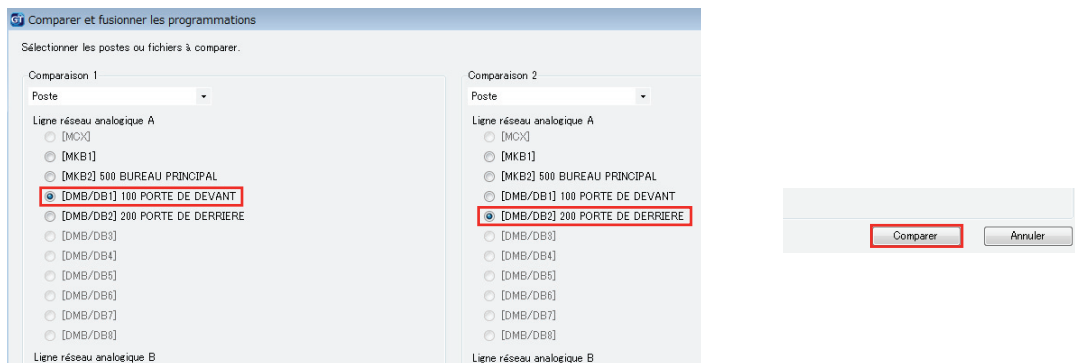 GT Comparer et fusionner les programmations
Sélectionner les postes ou fichiers à comparer.
Comparaison 1
Poste
Ligne réseau analogique A
[MCX]
[MKB1]
[MKB2] 500 BUREAU PRINCIPAL
[DMB/DB1] 100 PORTE DE DEVANT
[DMB/DB2] 200 PORTE DE DERRIERE
[DMB/DB3]
[DMB/DB4]
[DMB/DB5]
[DMB/DB6]
[DMB/DB7]
[DMB/DB8]
Ligne réseau analogique B
Comparaison 2
Poste
Ligne réseau analogique A
[MCX]
[MKB1]
[MKB2] 500 BUREAU PRINCIPAL
[DMB/DB1] 100 PORTE DE DEVANT
[DMB/DB2] 200 PORTE DE DERRIERE
[DMB/DB3]
[DMB/DB4]
[DMB/DB5]
[DMB/DB6]
[DMB/DB7]
[DMB/DB8]
Ligne réseau analogique B
Comparer
Annuler